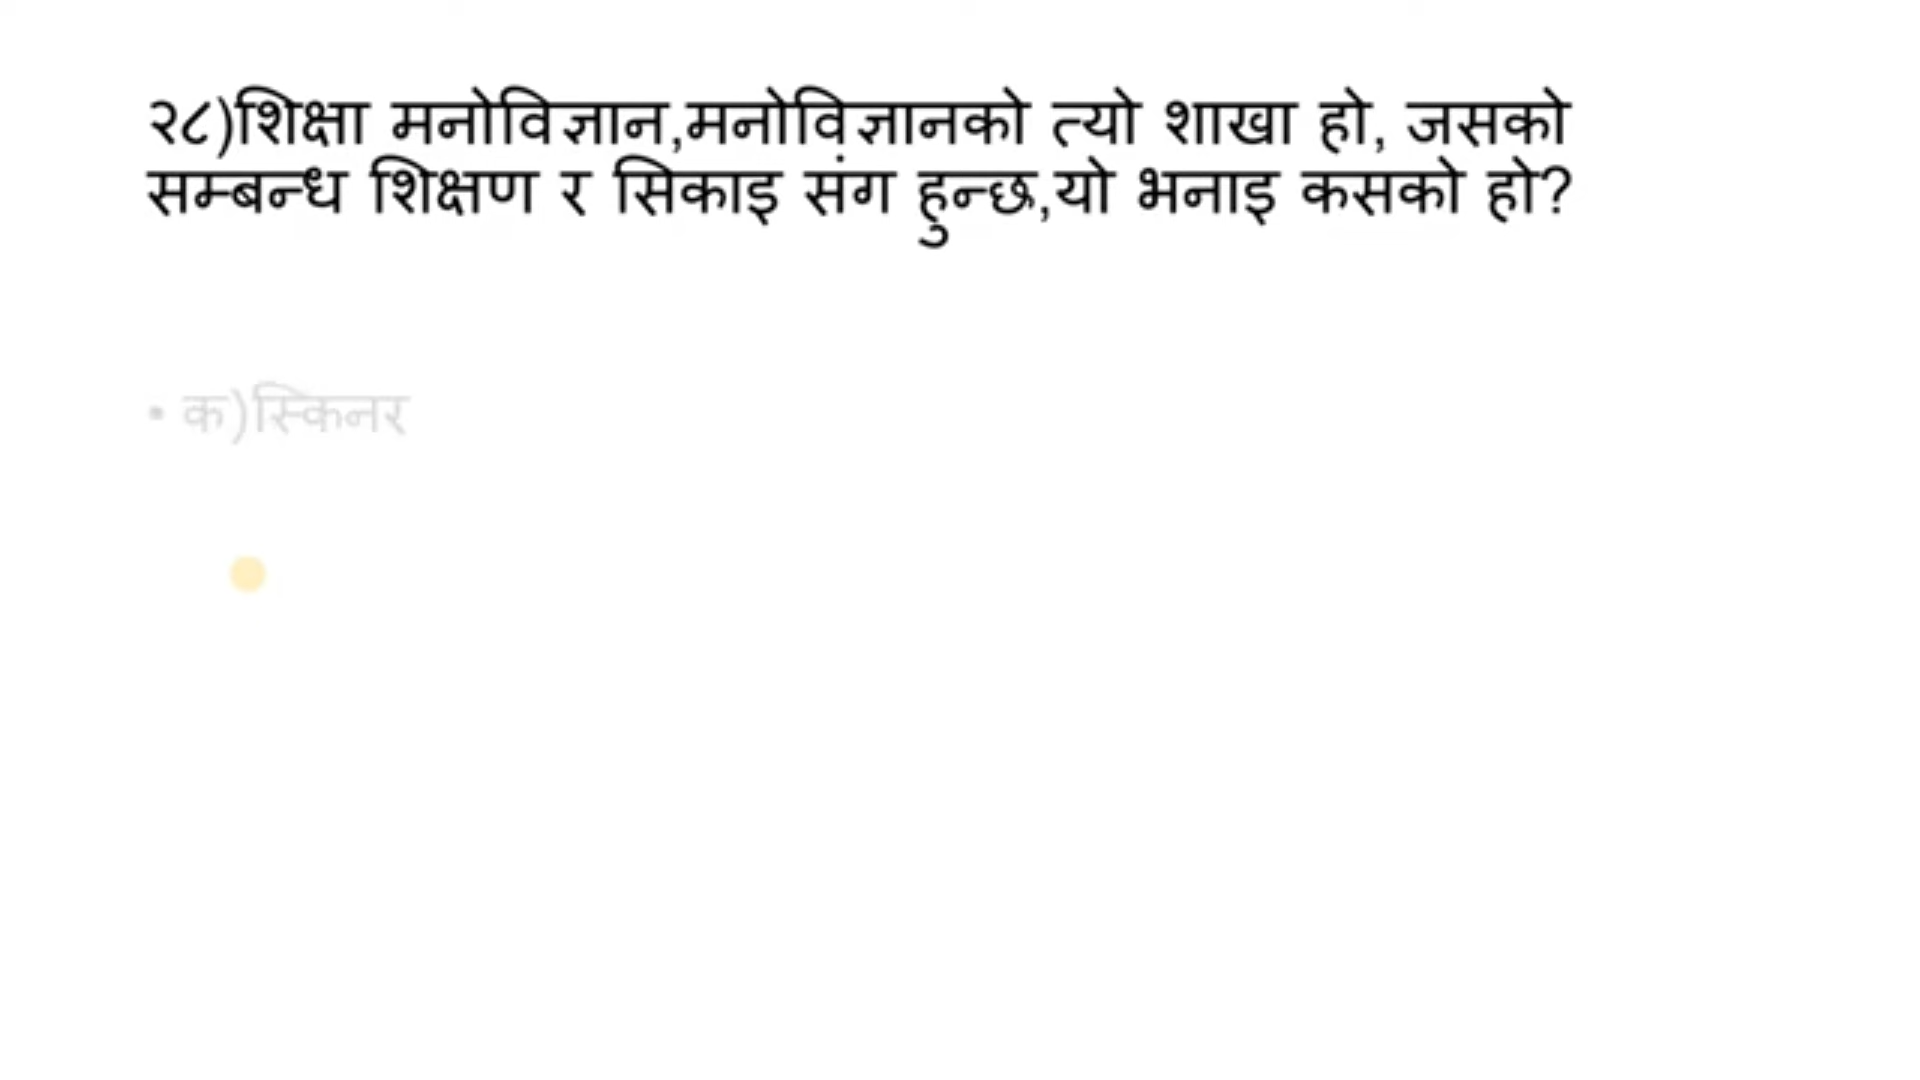 २८)शिक्षा मनोविज्ञान,मनोविज्ञानको त्यो शाखा हो, जसको
सम्बन्ध शिक्षण र सिकाइ संग हुन्छ,यो भनाइ कसको हो?
• क)स्किनर